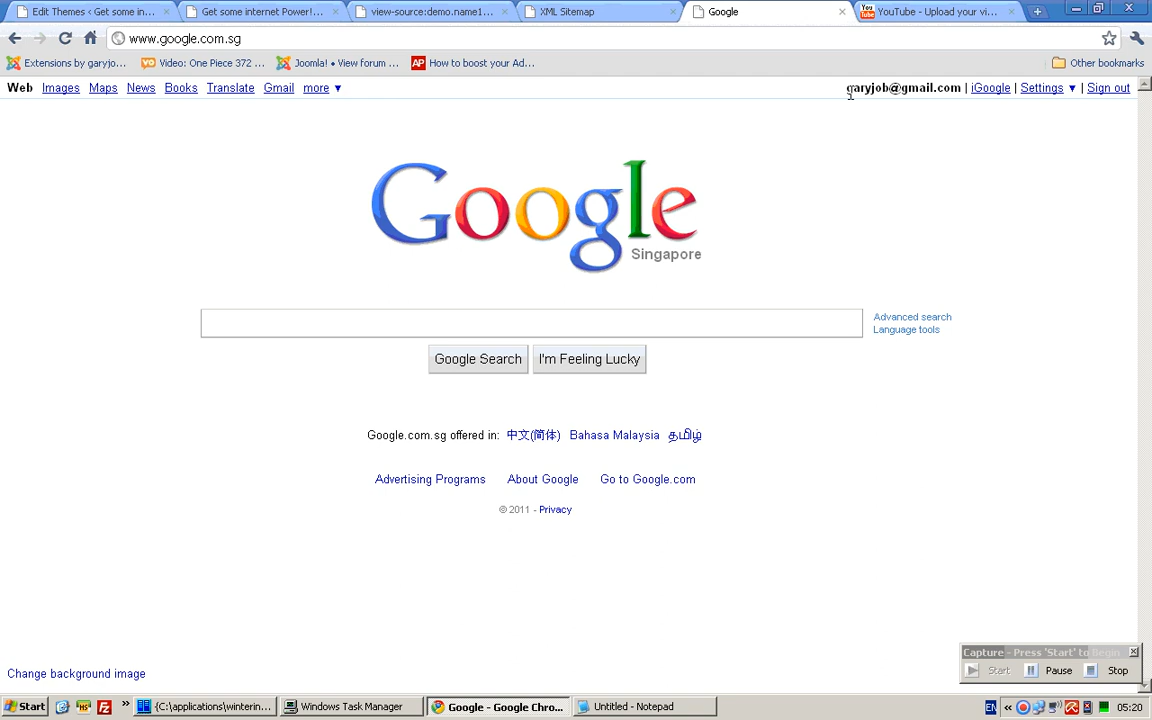 Edit Themes ‹ Get some in...
Get some internet Power!...
view-source:demo.name1...
XML Sitemap
Google
YouTube - Upload your vi...
www.google.com.sg
Extensions by garyjo...
Video: One Piece 372 ...
Joomla! • View forum ...
How to boost your Ad...
Other bookmarks
Web Images Maps News Books Translate Gmail more ▼
garyjob@gmail.com | iGoogle | Settings ▼ | Sign out
Google
Singapore
Advanced search
Language tools
Google Search
I'm Feeling Lucky
Google.com.sg offered in: 中文(简体) Bahasa Malaysia தமிழ்
Advertising Programs About Google Go to Google.com
© 2011 - Privacy
Capture - Press 'Start' to Begin
Start Pause Stop
Change background image
Start
{C:\applications\winterin...
Windows Task Manager
Google - Google Chro...
Untitled - Notepad
EN
05:20